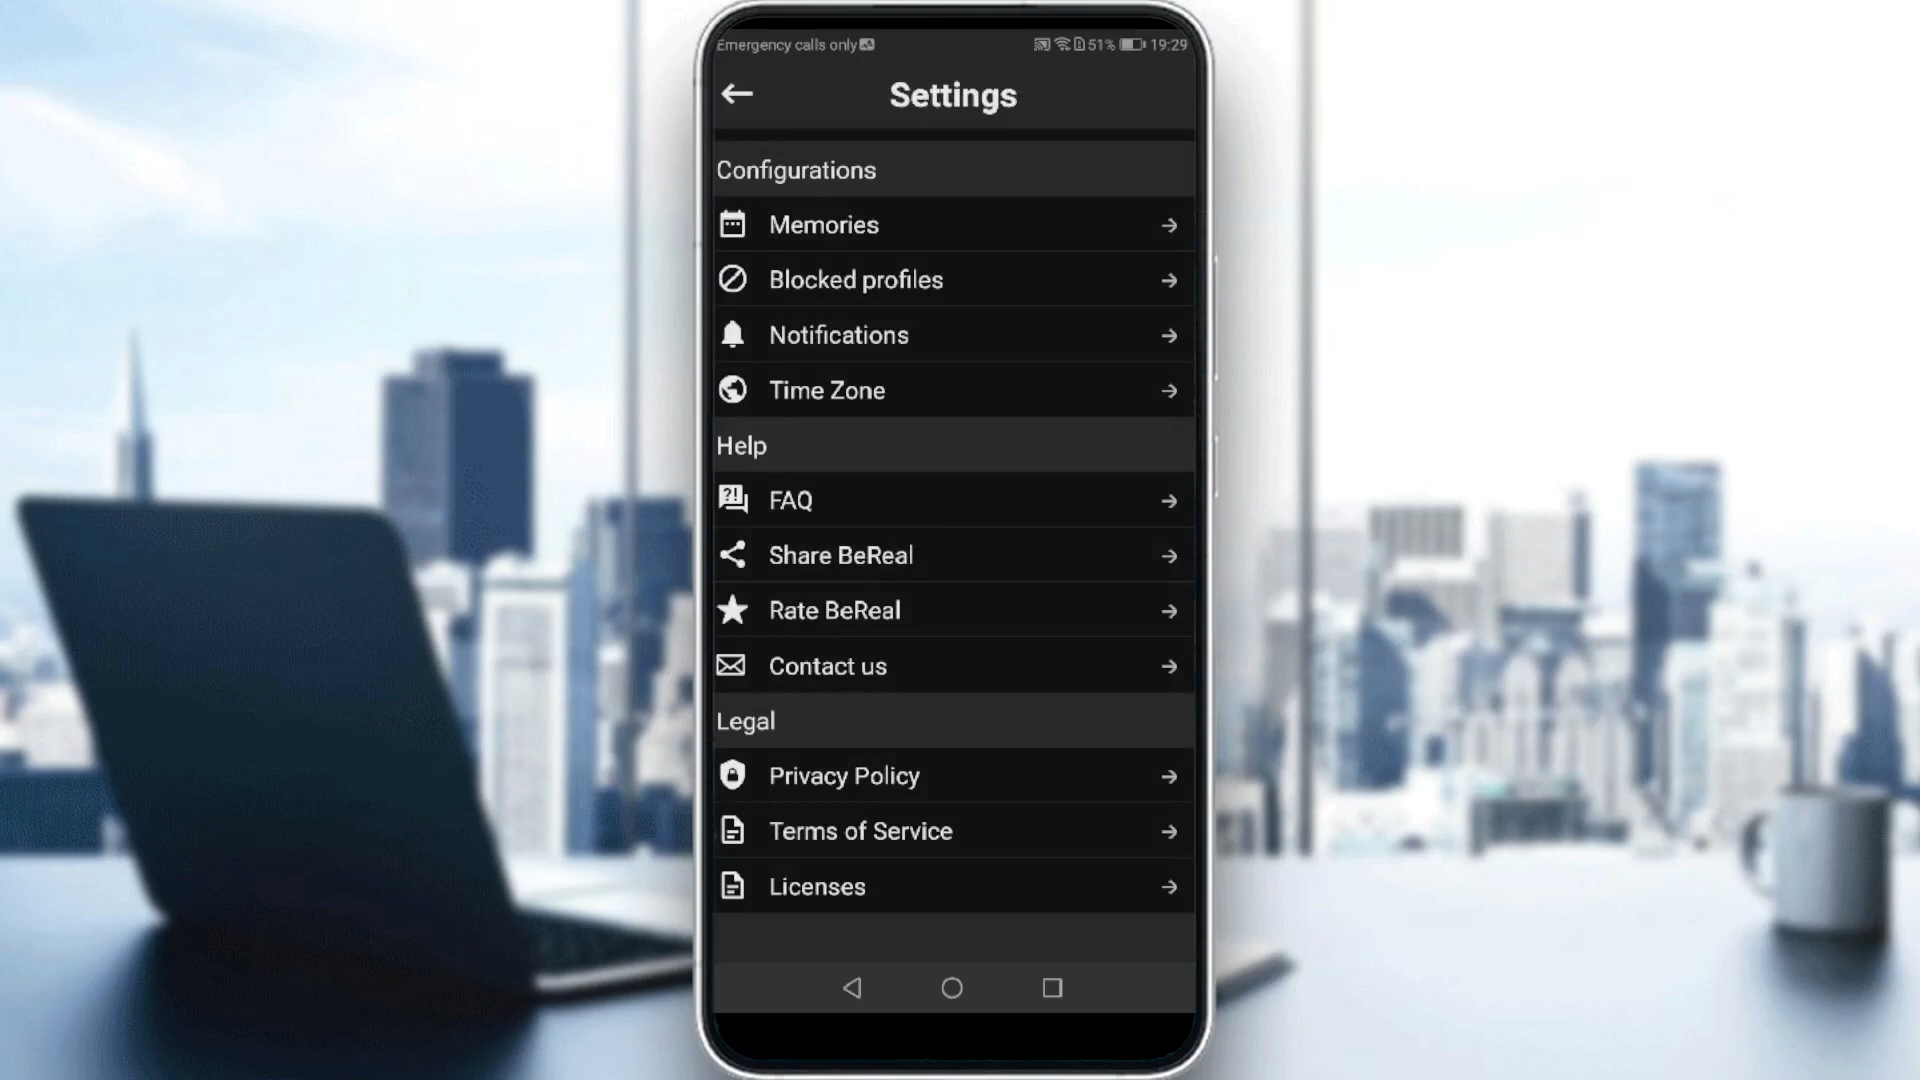 Emergency calls only 51% 19:29
Settings
Configurations
Memories
Blocked profiles
Notifications
Time Zone
Help
FAQ
Share BeReal
Rate BeReal
Contact us
Legal
Privacy Policy
Terms of Service
Licenses